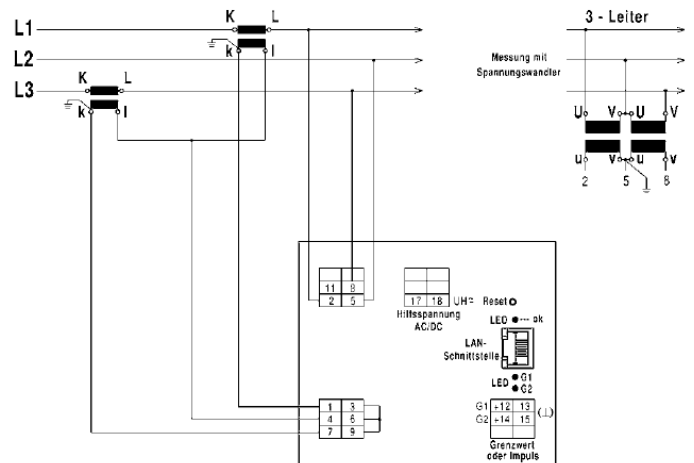 K L
3 - Leiter
L1
k l
L2
Messung mit
Spannungswandler
K L
L3
k l
U V U V
u v u v
2 5 8
11 8
2 5
17 18 UH≂
Hilfsspannung
AC/DC
Reset
LED --- ok
LAN-
Schnittstelle
LED G1
G2
1 3
4 6
7 9
G1 +12 13 (⊥)
G2 +14 15
Grenzwert
oder Impuls